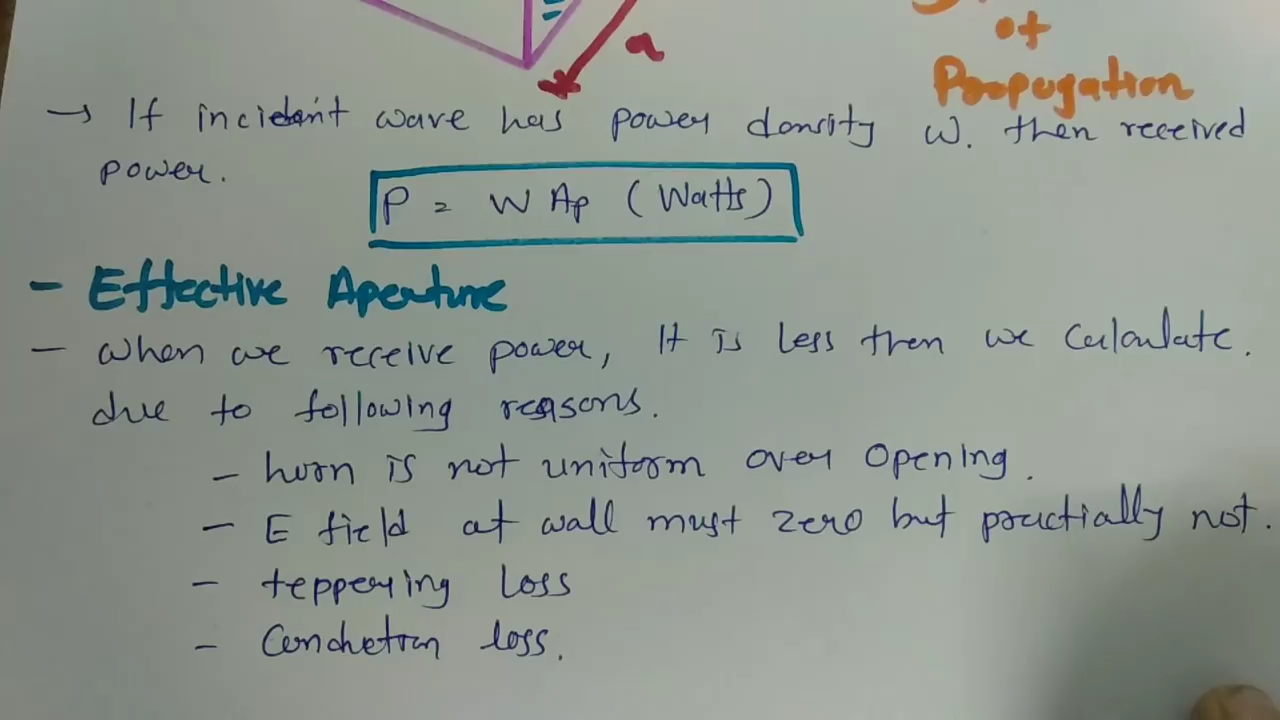 of
Propugation
a
→ If incident wave has power density W. then received
power.
P = W Ap (Watts)
- Effective Aperture
- when we receive power, It is less then we Calculate.
due to following reasons.
- horn is not uniform over Opening.
- E field at wall must zero but practially not.
- tepperying loss
- Conduction loss.